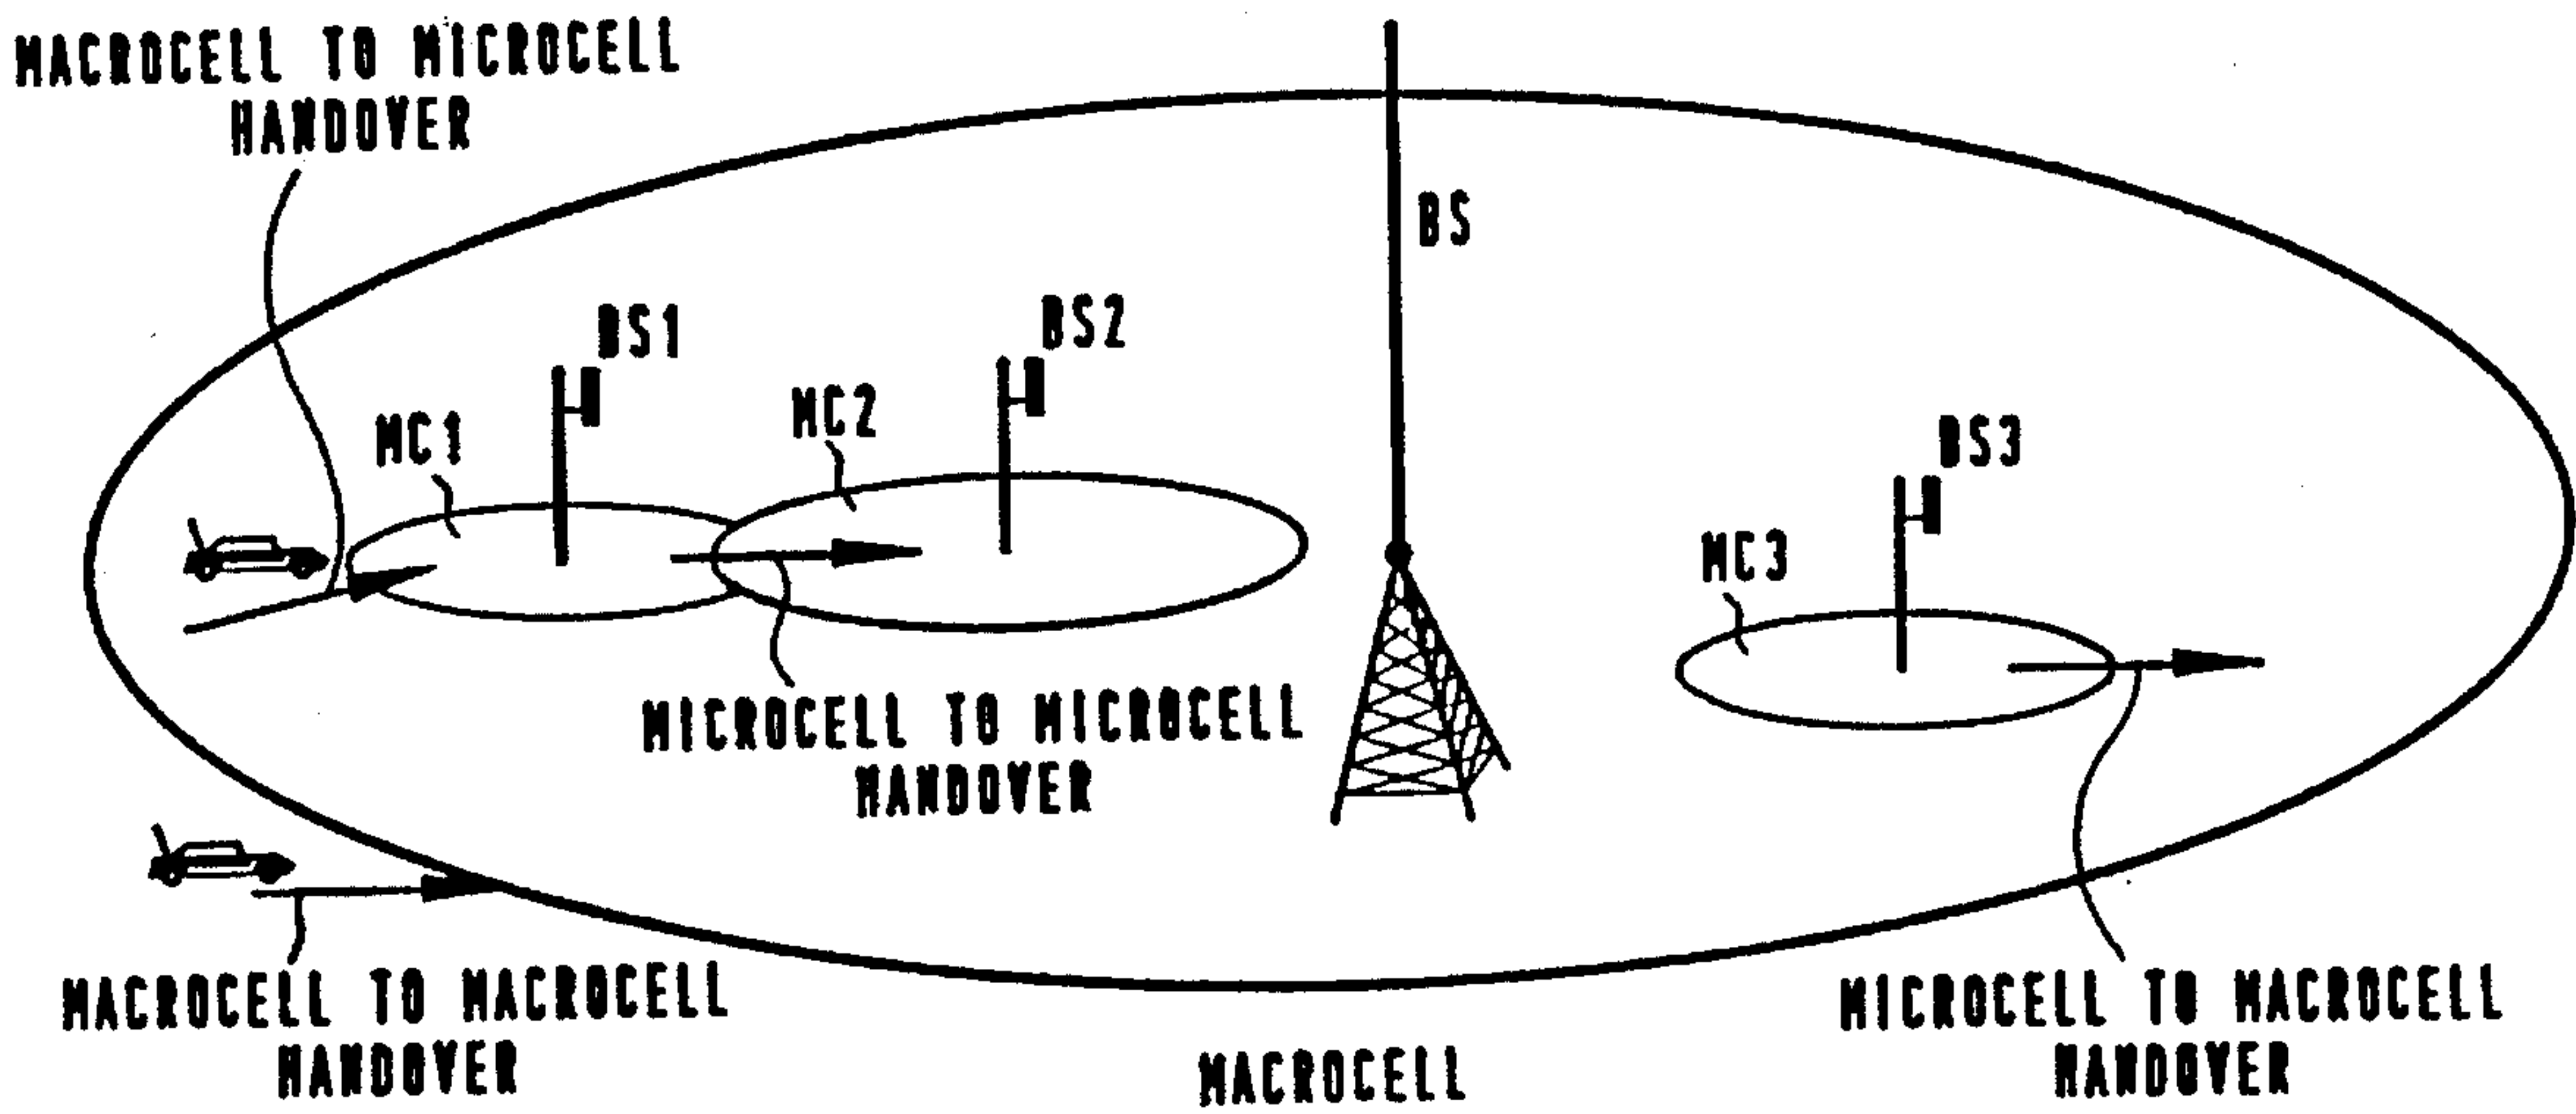 MACROCELL TO MICROCELL
HANDOVER
BS
BS1
BS2
MC1
MC2
BS3
MC3
MICROCELL TO MICROCELL
HANDOVER
MACROCELL TO MACROCELL
HANDOVER
MICROCELL TO MACROCELL
HANDOVER
MACROCELL